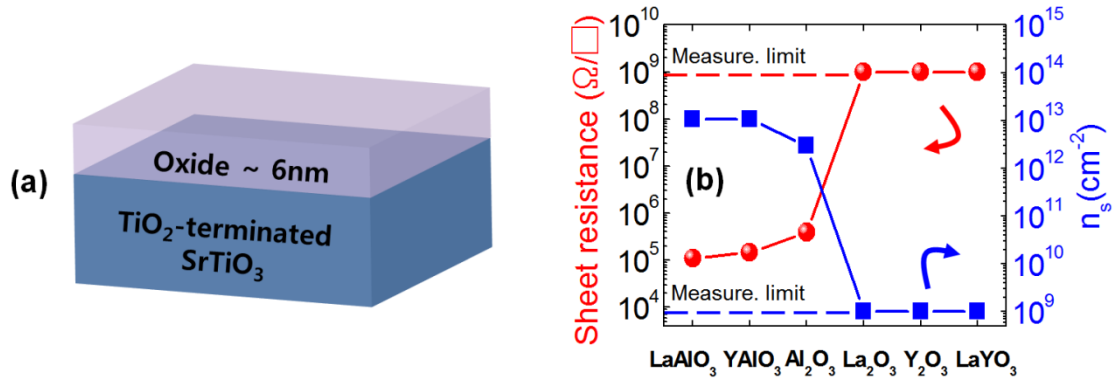 (a)
Oxide ~ 6nm
TiO₂-terminated
SrTiO₃
(b)
Sheet resistance (Ω/□)
10¹⁰
10⁹
10⁸
10⁷
10⁶
10⁵
10⁴
Measure. limit
Measure. limit
10¹⁵
10¹⁴
10¹³
10¹²
10¹¹
10¹⁰
10⁹
nₛ(cm⁻²)
LaAlO₃ YAlO₃ Al₂O₃ La₂O₃ Y₂O₃ LaYO₃